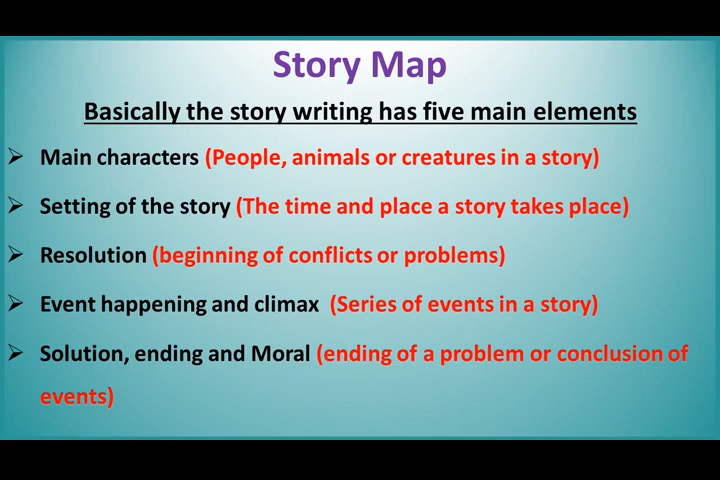 Story Map
Basically the story writing has five main elements
➢ Main characters (People, animals or creatures in a story)
➢ Setting of the story (The time and place a story takes place)
➢ Resolution (beginning of conflicts or problems)
➢ Event happening and climax (Series of events in a story)
➢ Solution, ending and Moral (ending of a problem or conclusion of
events)